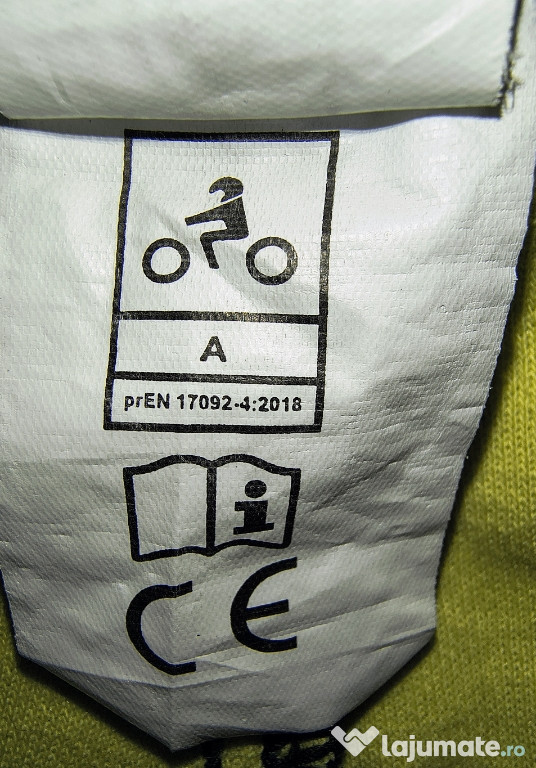 A
prEN 17092-4:2018
i
CE
lajumate.ro